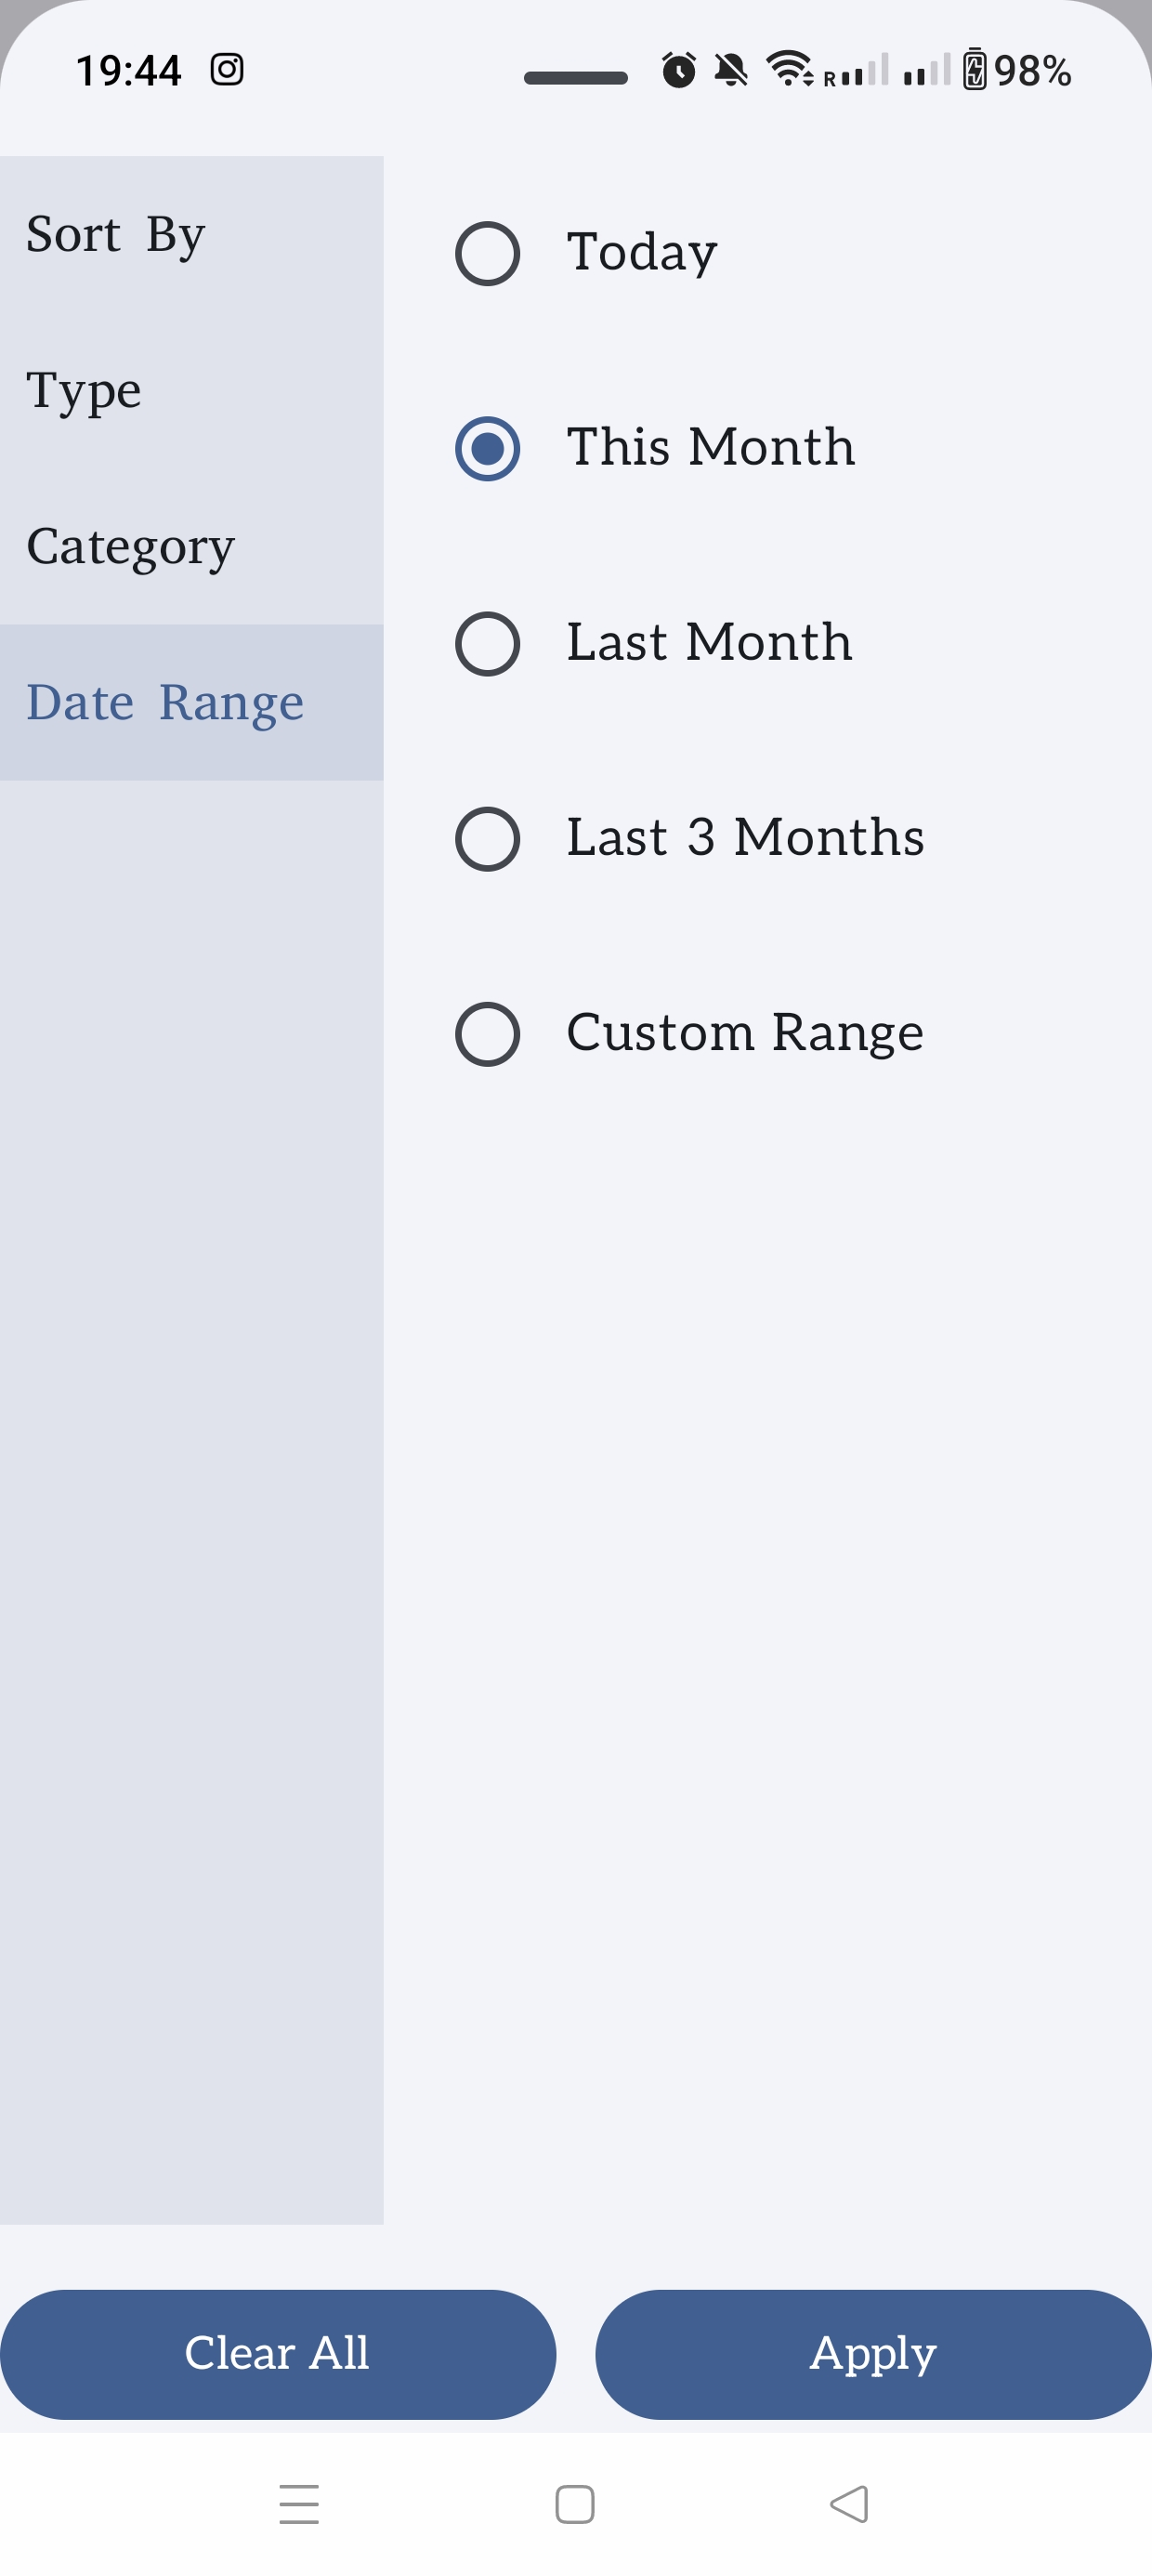 19:44
R
98%
Sort By
Type
Category
Date Range
Today
This Month
Last Month
Last 3 Months
Custom Range
Clear All
Apply